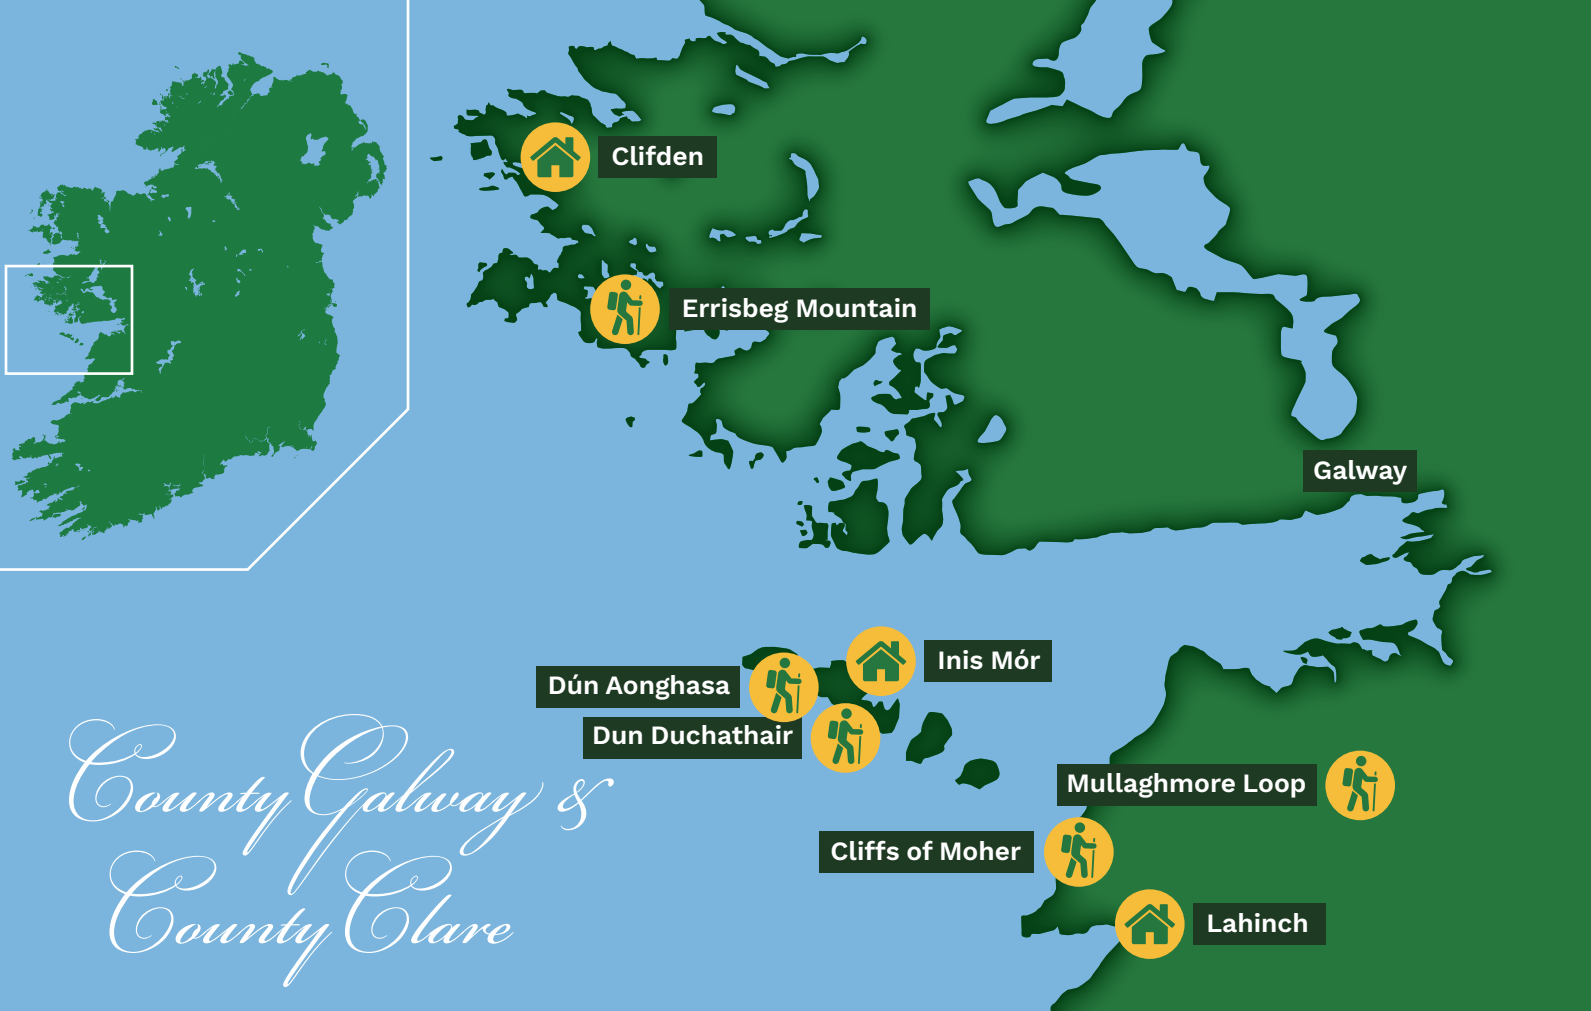 Clifden
Errisbeg Mountain
Galway
Inis Mór
Dún Aonghasa
Dun Duchathair
Mullaghmore Loop
Cliffs of Moher
Lahinch
County Galway &
County Clare